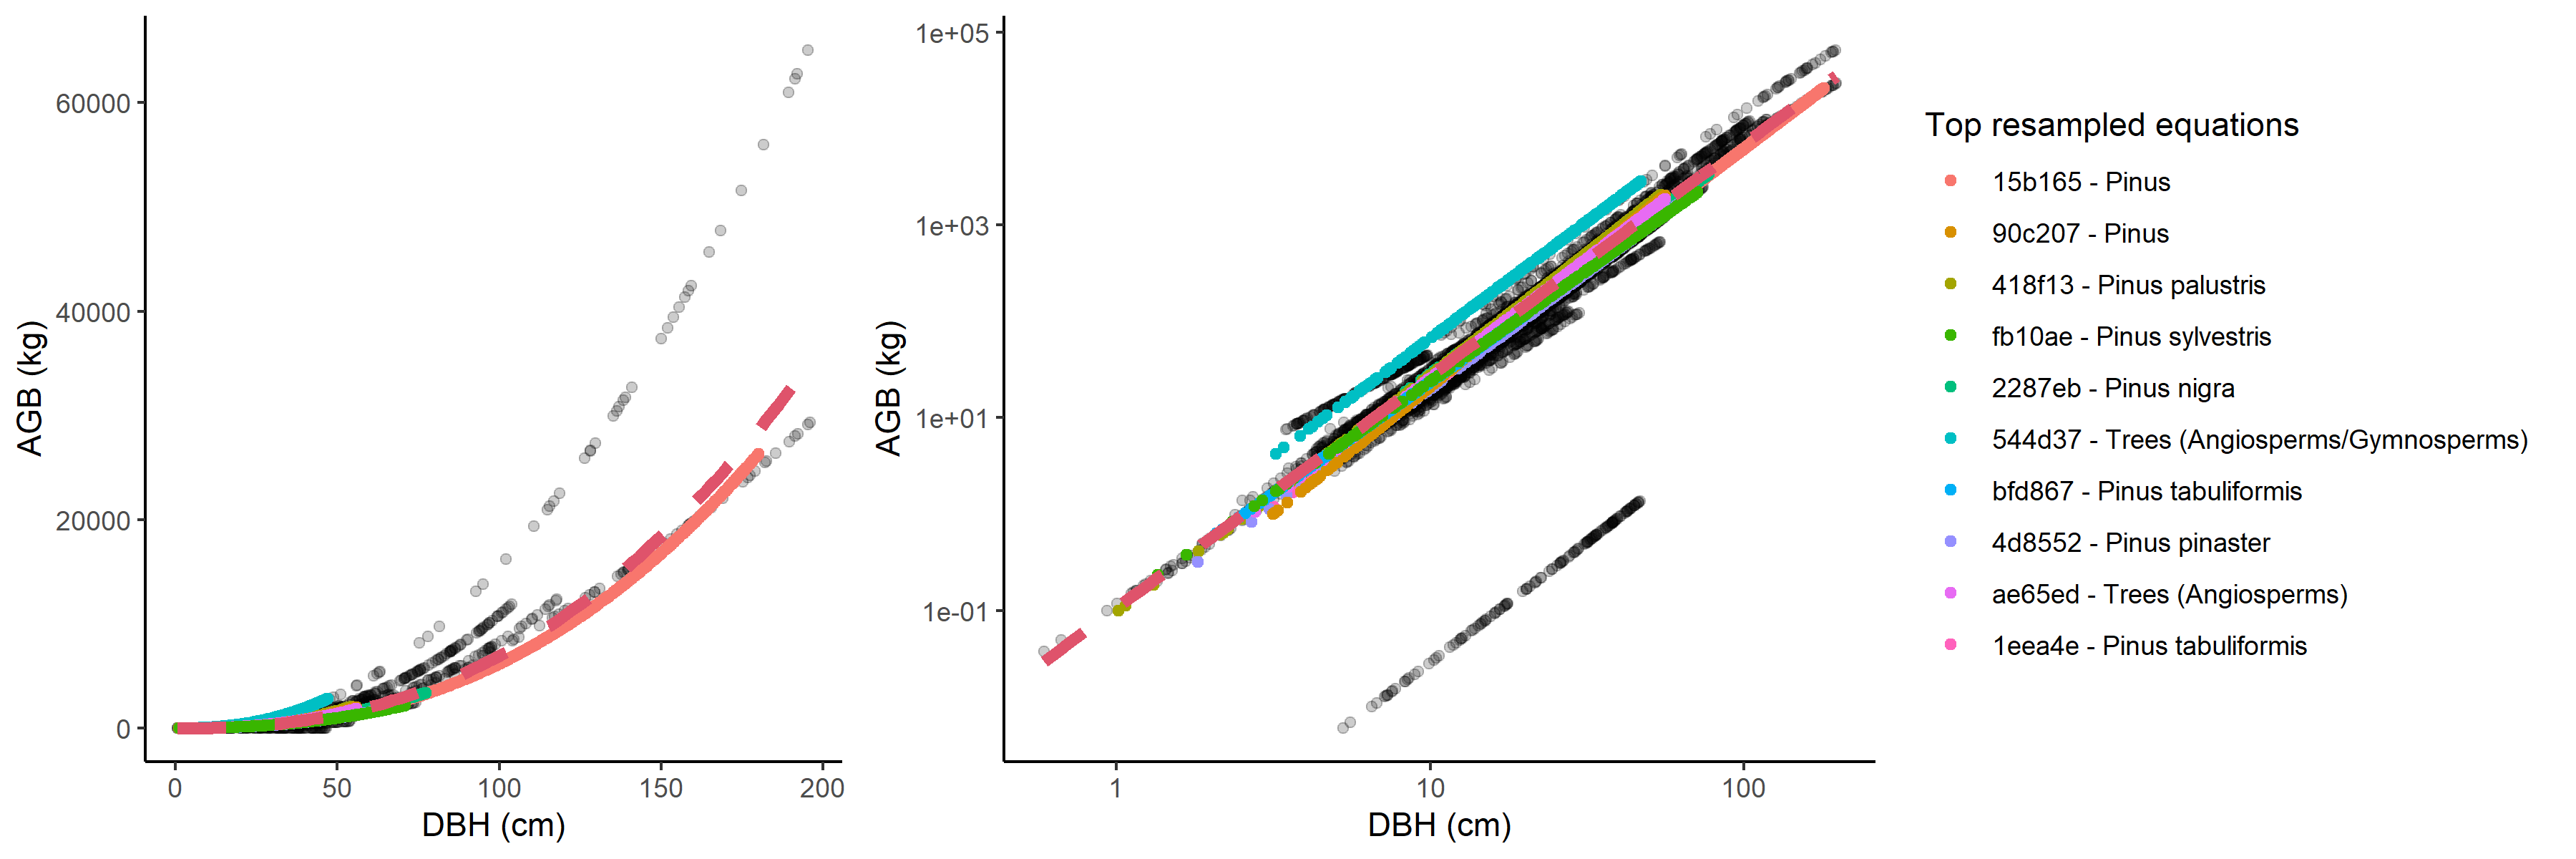 AGB (kg)
60000
40000
20000
0
0 50 100 150 200
DBH (cm)
AGB (kg)
1e+05
1e+03
1e+01
1e-01
1 10 100
DBH (cm)
Top resampled equations
15b165 - Pinus
90c207 - Pinus
418f13 - Pinus palustris
fb10ae - Pinus sylvestris
2287eb - Pinus nigra
544d37 - Trees (Angiosperms/Gymnosperms)
bfd867 - Pinus tabuliformis
4d8552 - Pinus pinaster
ae65ed - Trees (Angiosperms)
1eea4e - Pinus tabuliformis